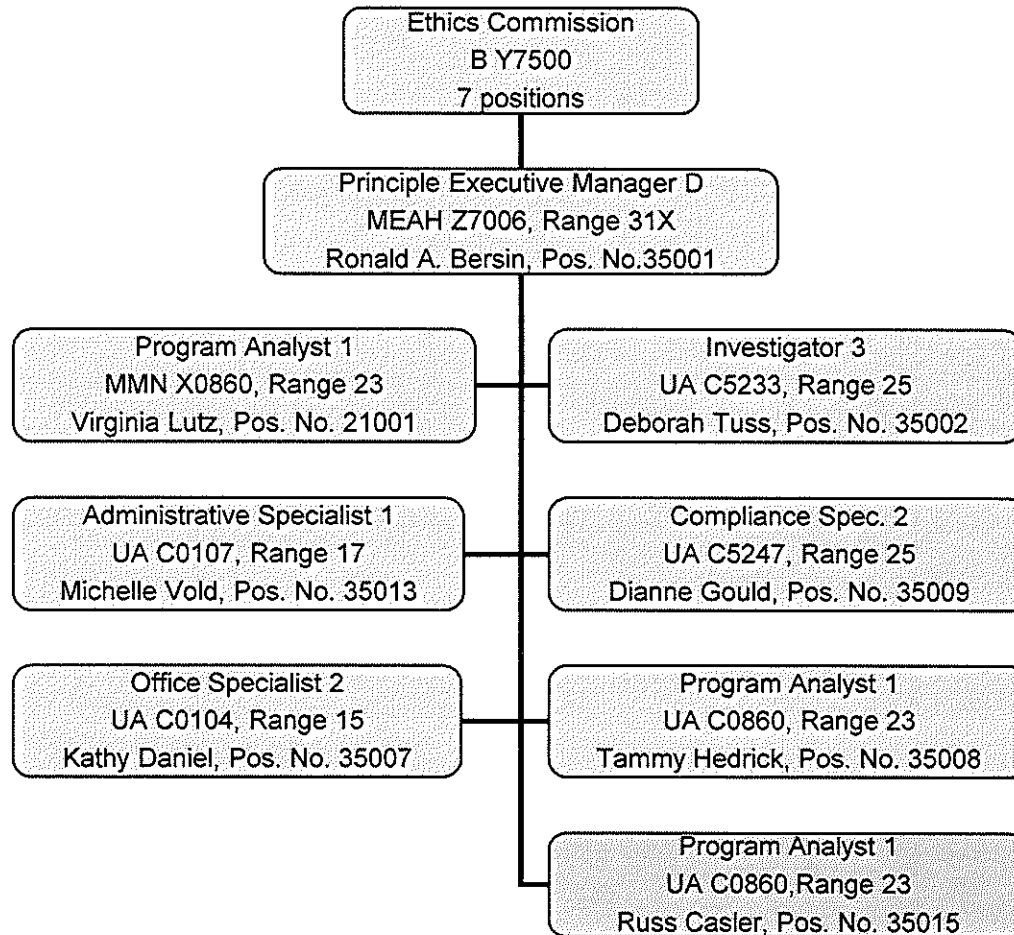 Ethics Commission
B Y7500
7 positions
Principle Executive Manager D
MEAH Z7006, Range 31X
Ronald A. Bersin, Pos. No.35001
Program Analyst 1
MMN X0860, Range 23
Virginia Lutz, Pos. No. 21001
Investigator 3
UA C5233, Range 25
Deborah Tuss, Pos. No. 35002
Administrative Specialist 1
UA C0107, Range 17
Michelle Vold, Pos. No. 35013
Compliance Spec. 2
UA C5247, Range 25
Dianne Gould, Pos. No. 35009
Office Specialist 2
UA C0104, Range 15
Kathy Daniel, Pos. No. 35007
Program Analyst 1
UA C0860, Range 23
Tammy Hedrick, Pos. No. 35008
Program Analyst 1
UA C0860,Range 23
Russ Casler, Pos. No. 35015